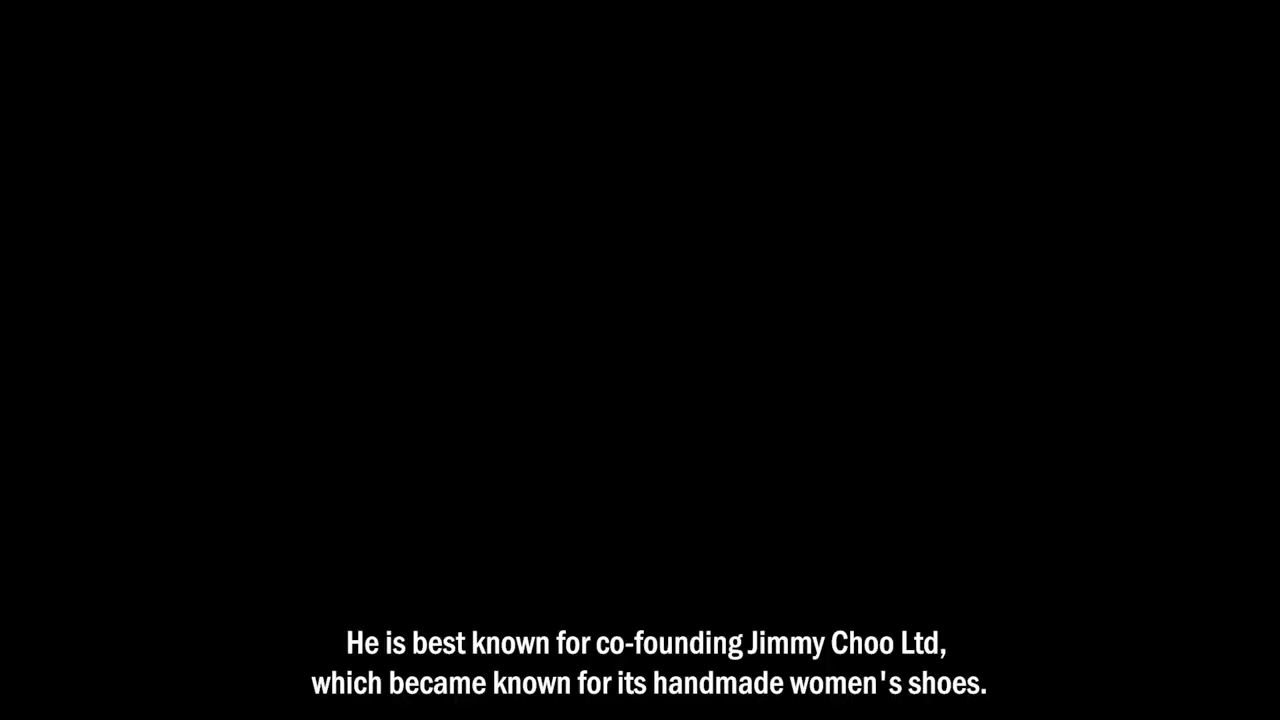 He is best known for co-founding Jimmy Choo Ltd,
which became known for its handmade women's shoes.